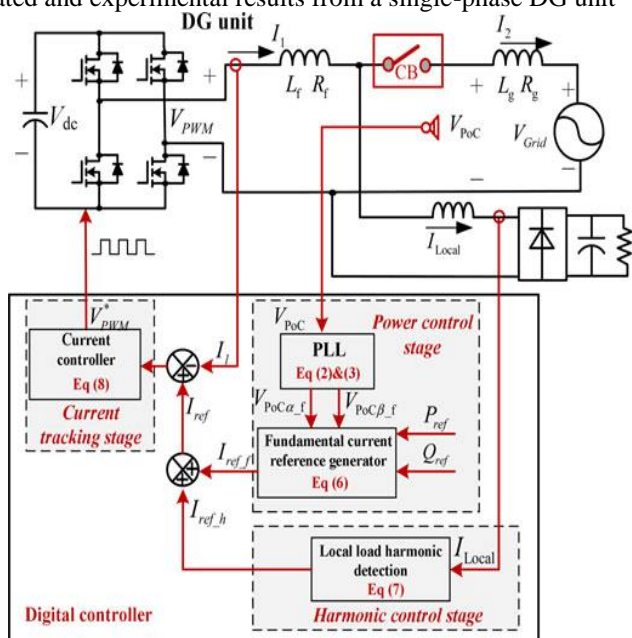 ated and experimental results from a single-phase DG unit
DG unit
I1
I2
+
Vdc
−
+
VPWM
−
Lf Rf
CB
+
Lg Rg
+
VPoC
VGrid
−
−
ILocal
V*PWM
Current
controller
Eq (8)
Current
tracking stage
I1
Iref
Iref_f
Iref_h
VPoC
Power control
stage
PLL
Eq (2)&(3)
VPoCα_f
VPoCβ_f
Fundamental current
reference generator
Eq (6)
Pref
Qref
Local load harmonic
detection
Eq (7)
ILocal
Harmonic control stage
Digital controller